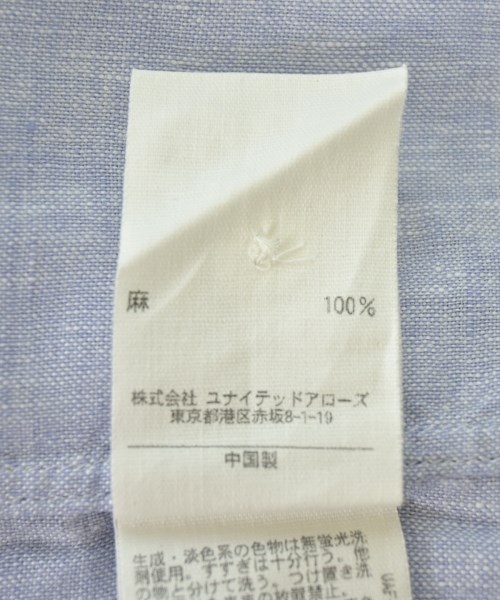 麻 100%
株式会社 ユナイテッドアローズ
東京都港区赤坂8-1-19
中国製
生成・淡色系の色物は無蛍光洗
剤使用。すすぎは十分行う。他
の物と分けて洗う。つけ置き洗